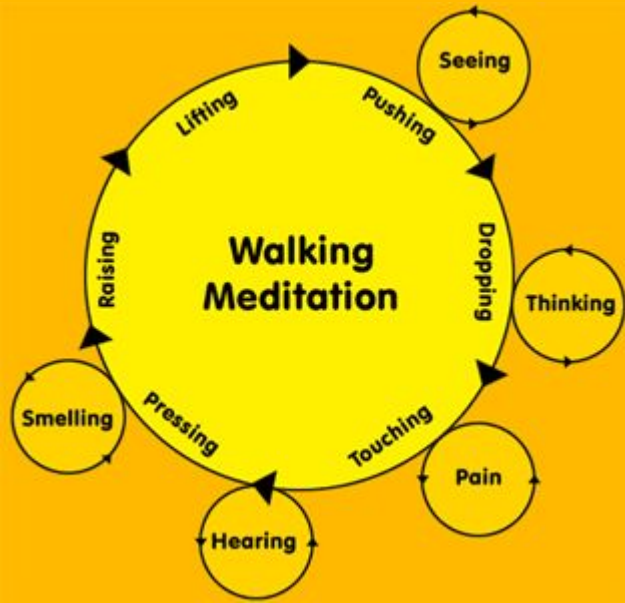 Seeing
Lifting
Pushing
Walking
Meditation
Raising
Dropping
Thinking
Smelling
Pressing
Touching
Pain
Hearing